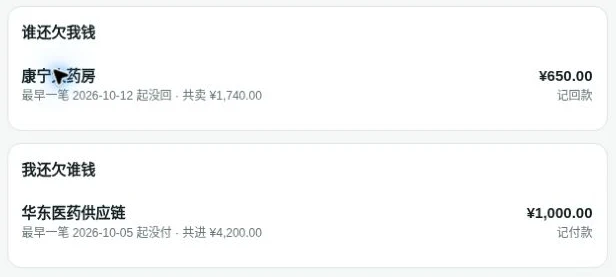 谁还欠我钱
康宁大药房
¥650.00
最早一笔 2026-10-12 起没回 · 共卖 ¥1,740.00
记回款
我还欠谁钱
华东医药供应链
¥1,000.00
最早一笔 2026-10-05 起没付 · 共进 ¥4,200.00
记付款